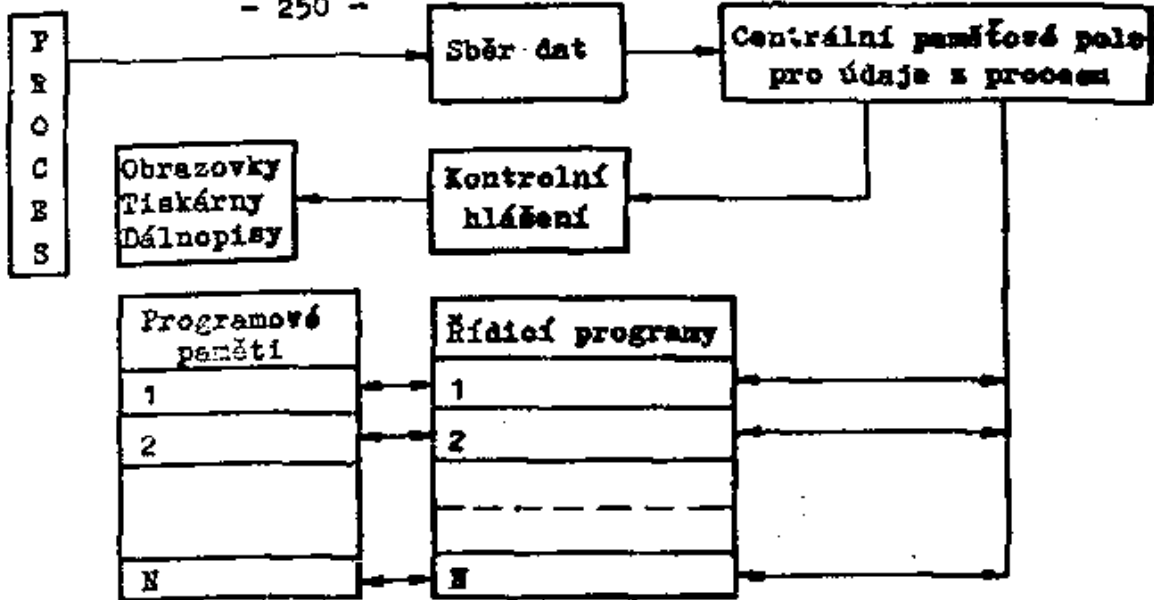 - 250 -
PROCES
Sběr dat
Centrální paměťové pole
pro údaje z procesu
Obrazovky
Tiskárny
Dálnopisy
Kontrolní
hlášení
Programové
paměti
1
2
N
Řídicí programy
1
2
N